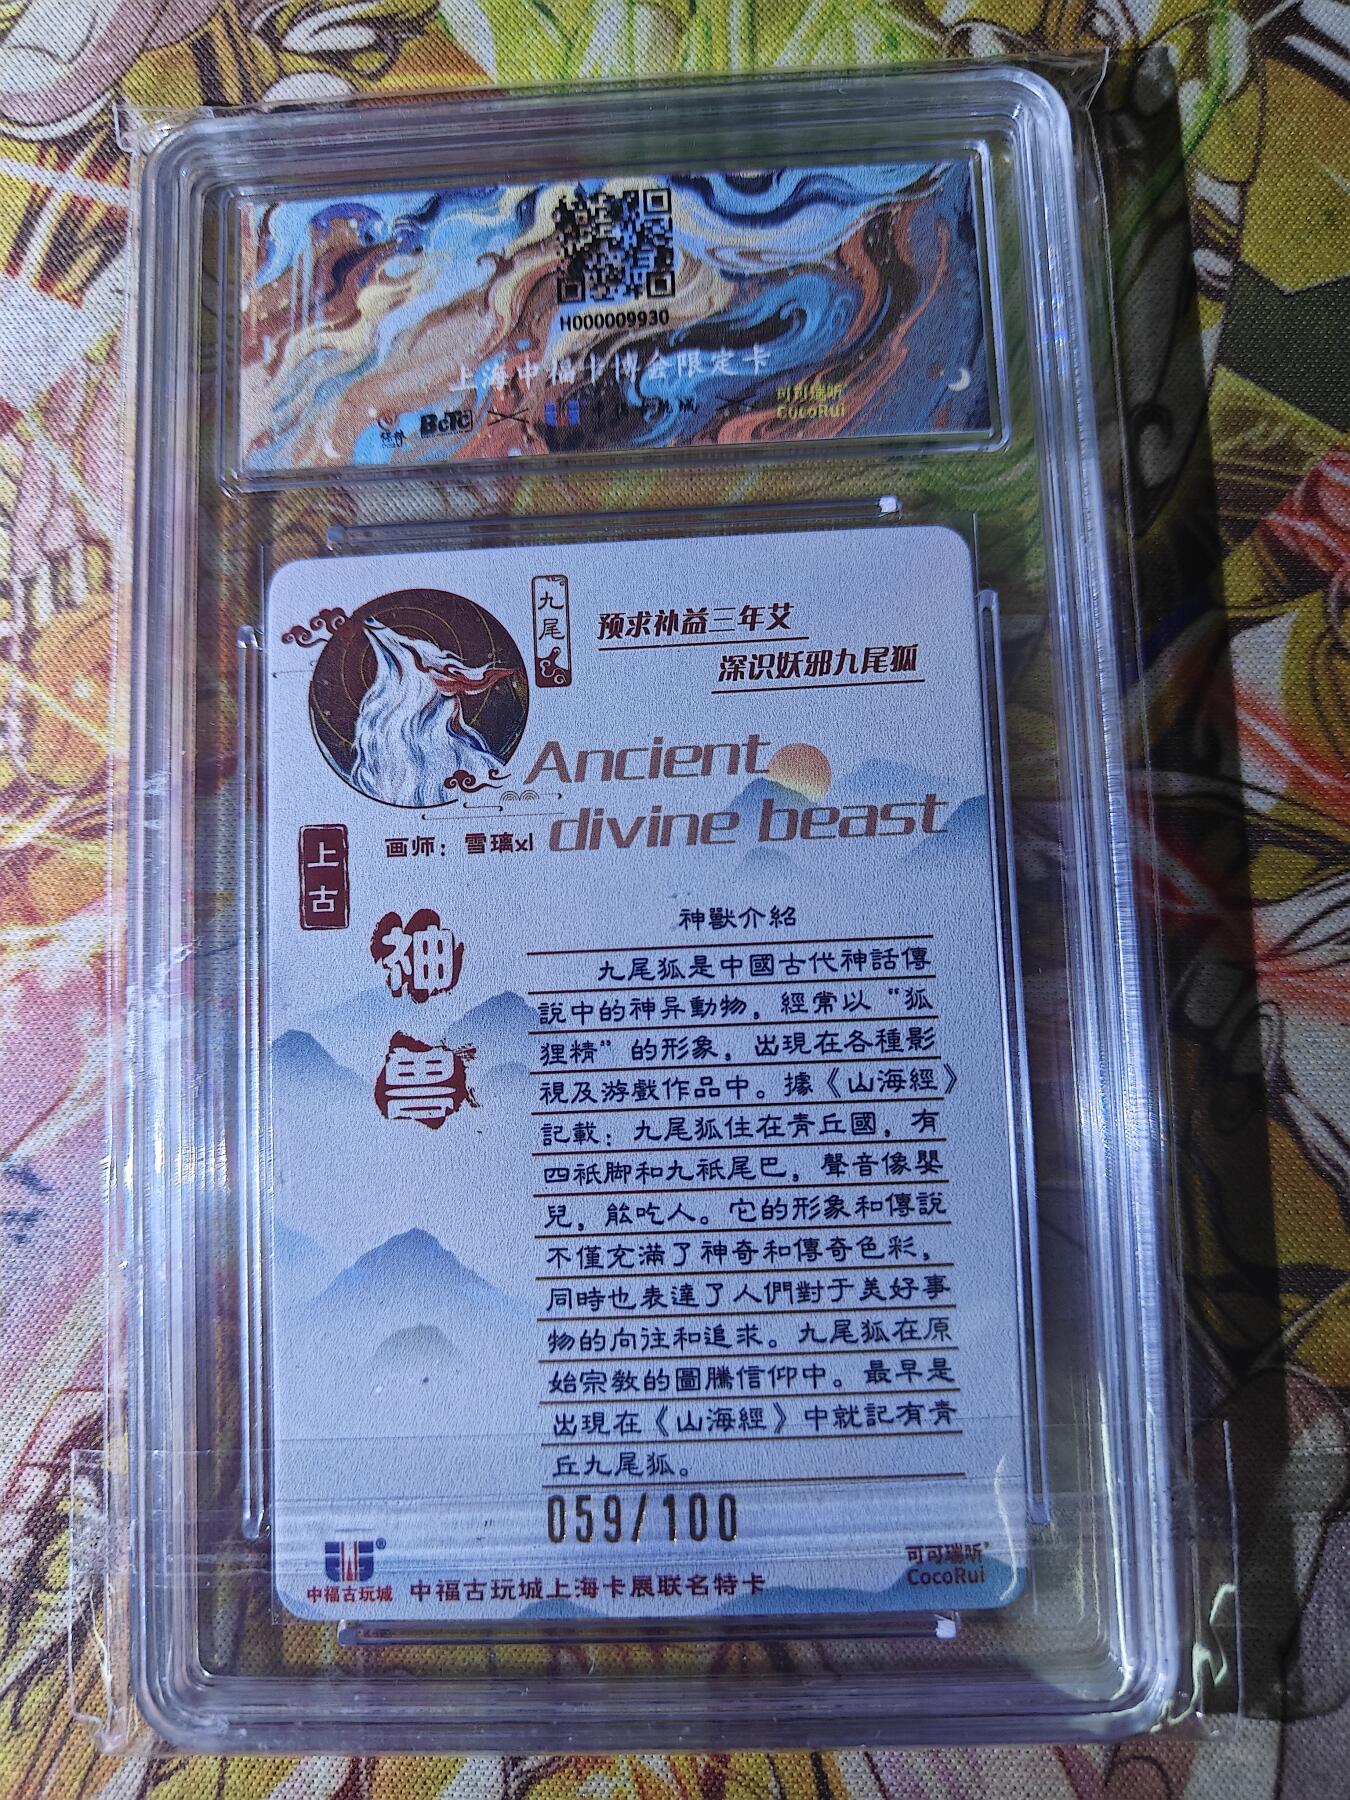 H000009930
上海中福卡博会限定卡
BCTC
可可瑞昕
CocoRui
九尾
预求补益三年艾
深识妖邪九尾狐
Ancient
divine beast
画师：雪璃xl
上古
神兽
神獸介紹
九尾狐是中國古代神話傳
說中的神异動物，經常以“狐
狸精”的形象，出現在各種影
視及游戲作品中。據《山海經》
記載：九尾狐住在青丘國，有
四衹脚和九衹尾巴，聲音像嬰
兒，能吃人。它的形象和傳説
不僅充滿了神奇和傳奇色彩，
同時也表達了人們對于美好事
物的向往和追求。九尾狐在原
始宗教的圖騰信仰中。最早是
出現在《山海經》中就記有青
丘九尾狐。
059/100
中福古玩城
中福古玩城上海卡展联名特卡
可可瑞昕
CocoRui